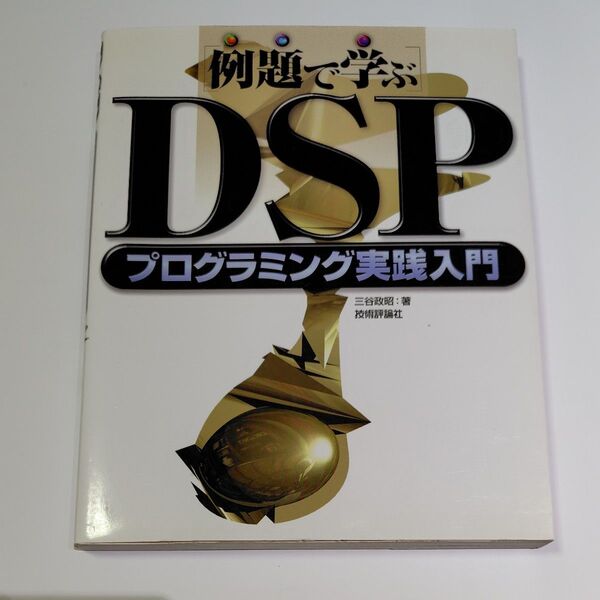 例題で学ぶ
DSP
プログラミング実践入門
三谷政昭:著
技術評論社